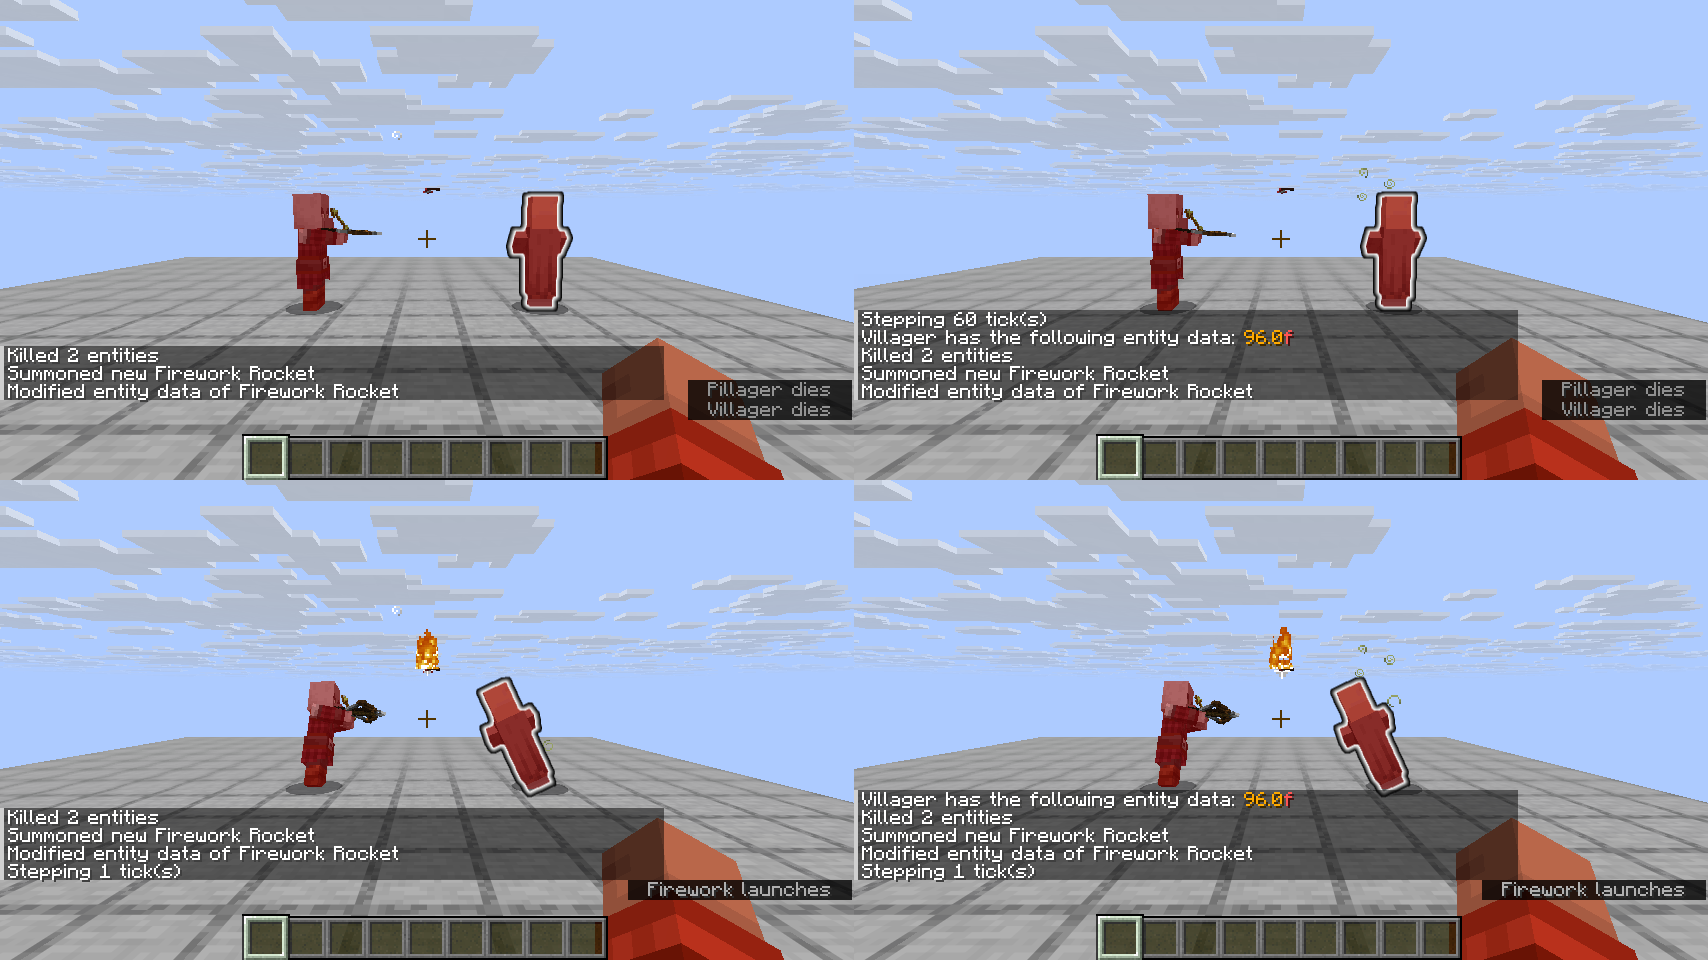 Killed 2 entities
Summoned new Firework Rocket
Modified entity data of Firework Rocket
Pillager dies
Villager dies
Stepping 60 tick(s)
Villager has the following entity data: 96.0f
Killed 2 entities
Summoned new Firework Rocket
Modified entity data of Firework Rocket
Pillager dies
Villager dies
Killed 2 entities
Summoned new Firework Rocket
Modified entity data of Firework Rocket
Stepping 1 tick(s)
Firework launches
Villager has the following entity data: 96.0f
Killed 2 entities
Summoned new Firework Rocket
Modified entity data of Firework Rocket
Stepping 1 tick(s)
Firework launches